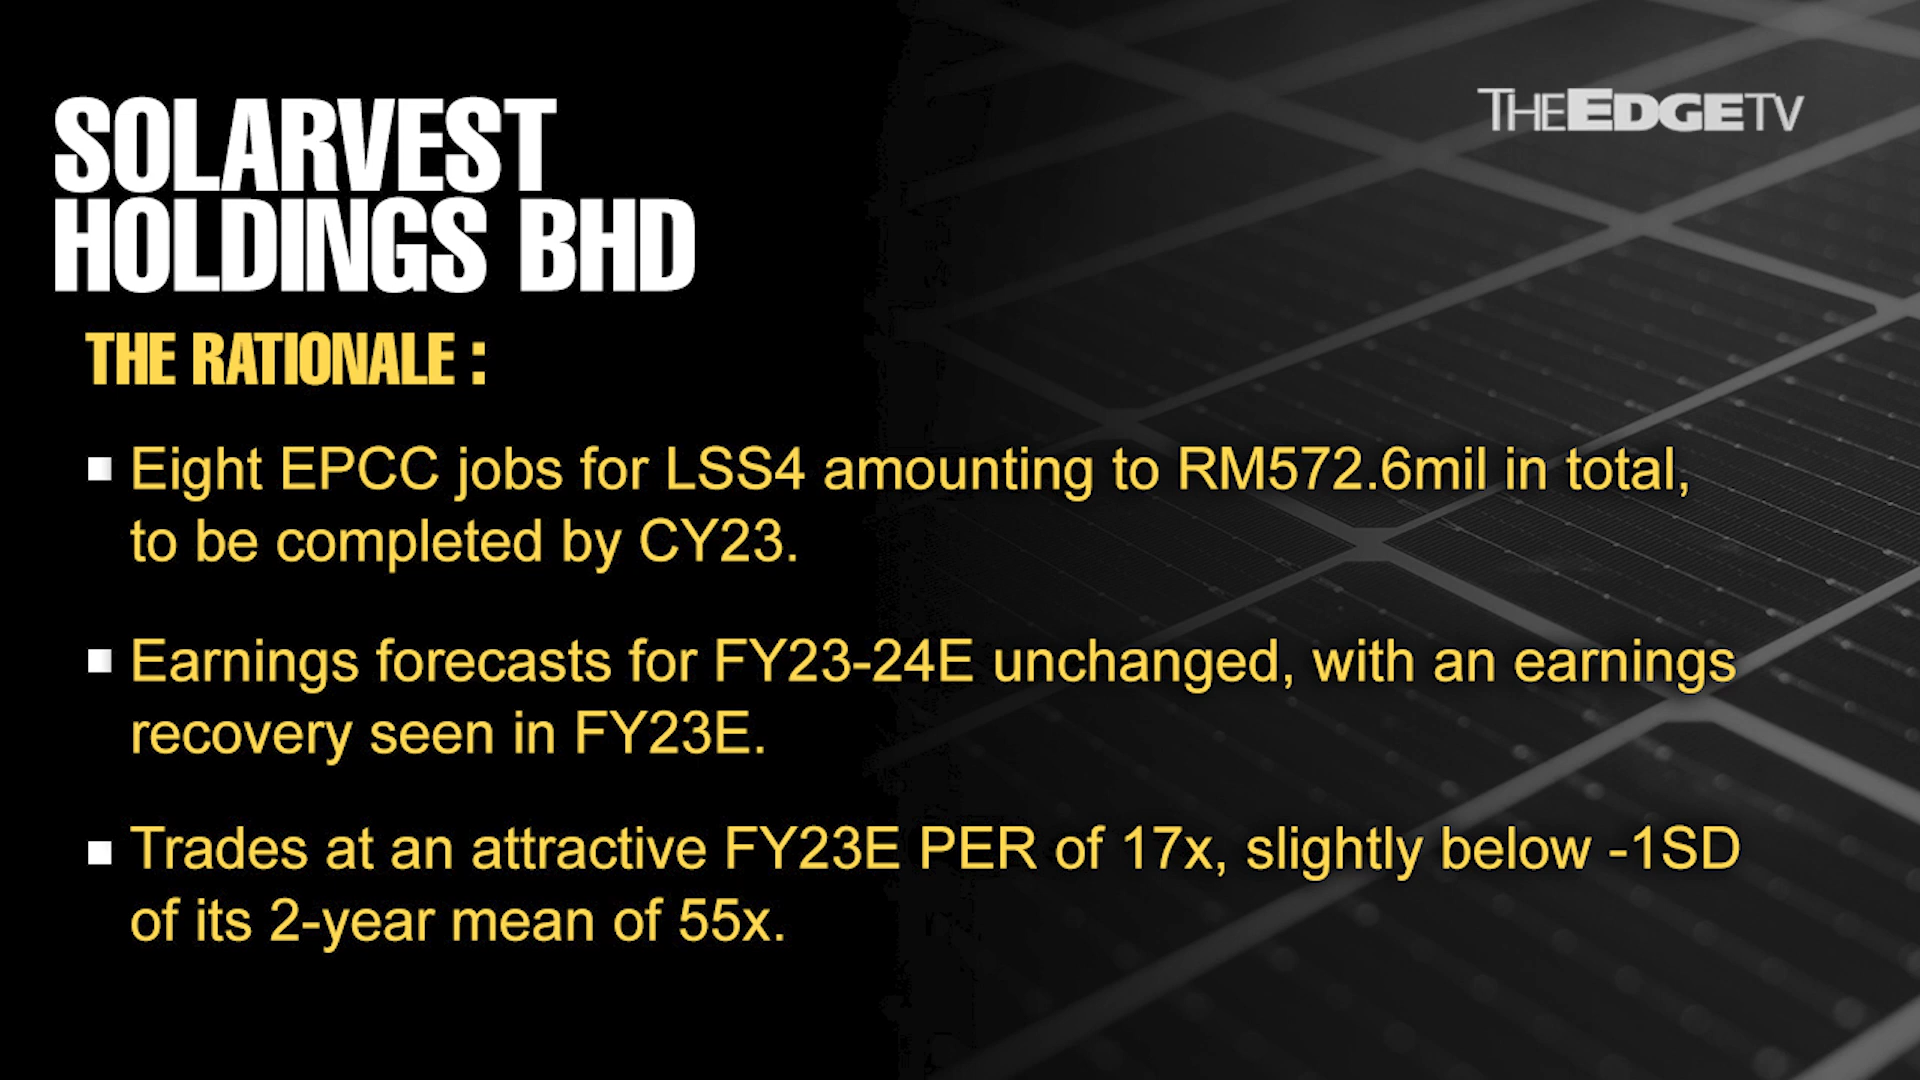 SOLARVEST
HOLDINGS BHD
THEEDGETV
THE RATIONALE :
Eight EPCC jobs for LSS4 amounting to RM572.6mil in total,
to be completed by CY23.
Earnings forecasts for FY23-24E unchanged, with an earnings
recovery seen in FY23E.
Trades at an attractive FY23E PER of 17x, slightly below -1SD
of its 2-year mean of 55x.